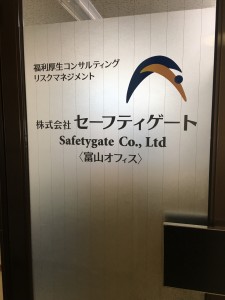 福利厚生コンサルティング
リスクマネジメント
株式会社 セーフティゲート
Safetygate Co., Ltd
〈富山オフィス〉